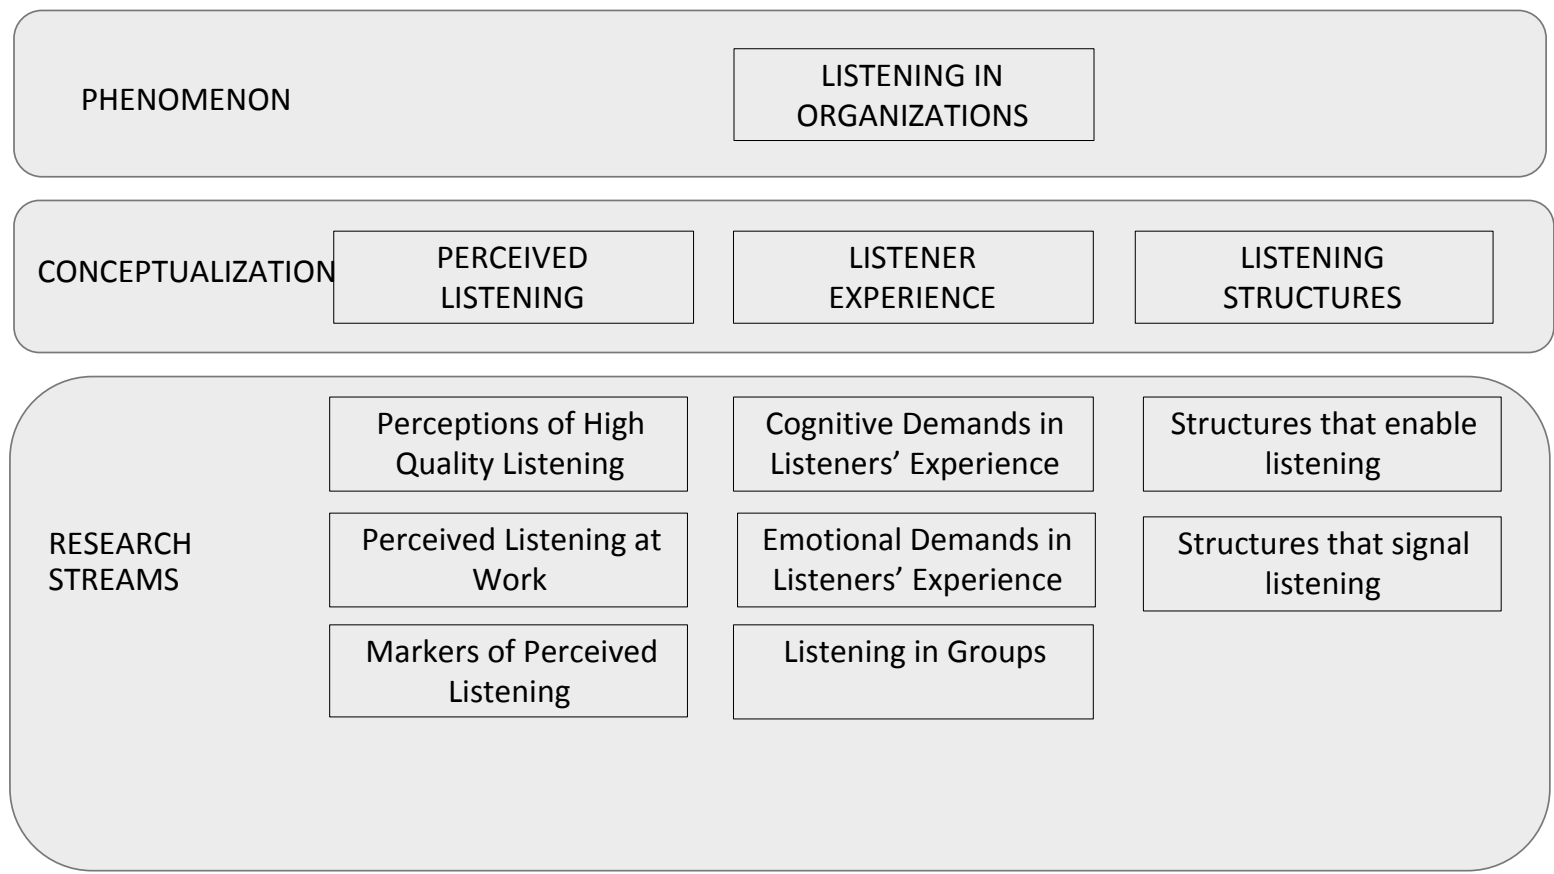 PHENOMENON
LISTENING IN
ORGANIZATIONS
CONCEPTUALIZATION
PERCEIVED
LISTENING
LISTENER
EXPERIENCE
LISTENING
STRUCTURES
RESEARCH
STREAMS
Perceptions of High
Quality Listening
Perceived Listening at
Work
Markers of Perceived
Listening
Cognitive Demands in
Listeners’ Experience
Emotional Demands in
Listeners’ Experience
Listening in Groups
Structures that enable
listening
Structures that signal
listening